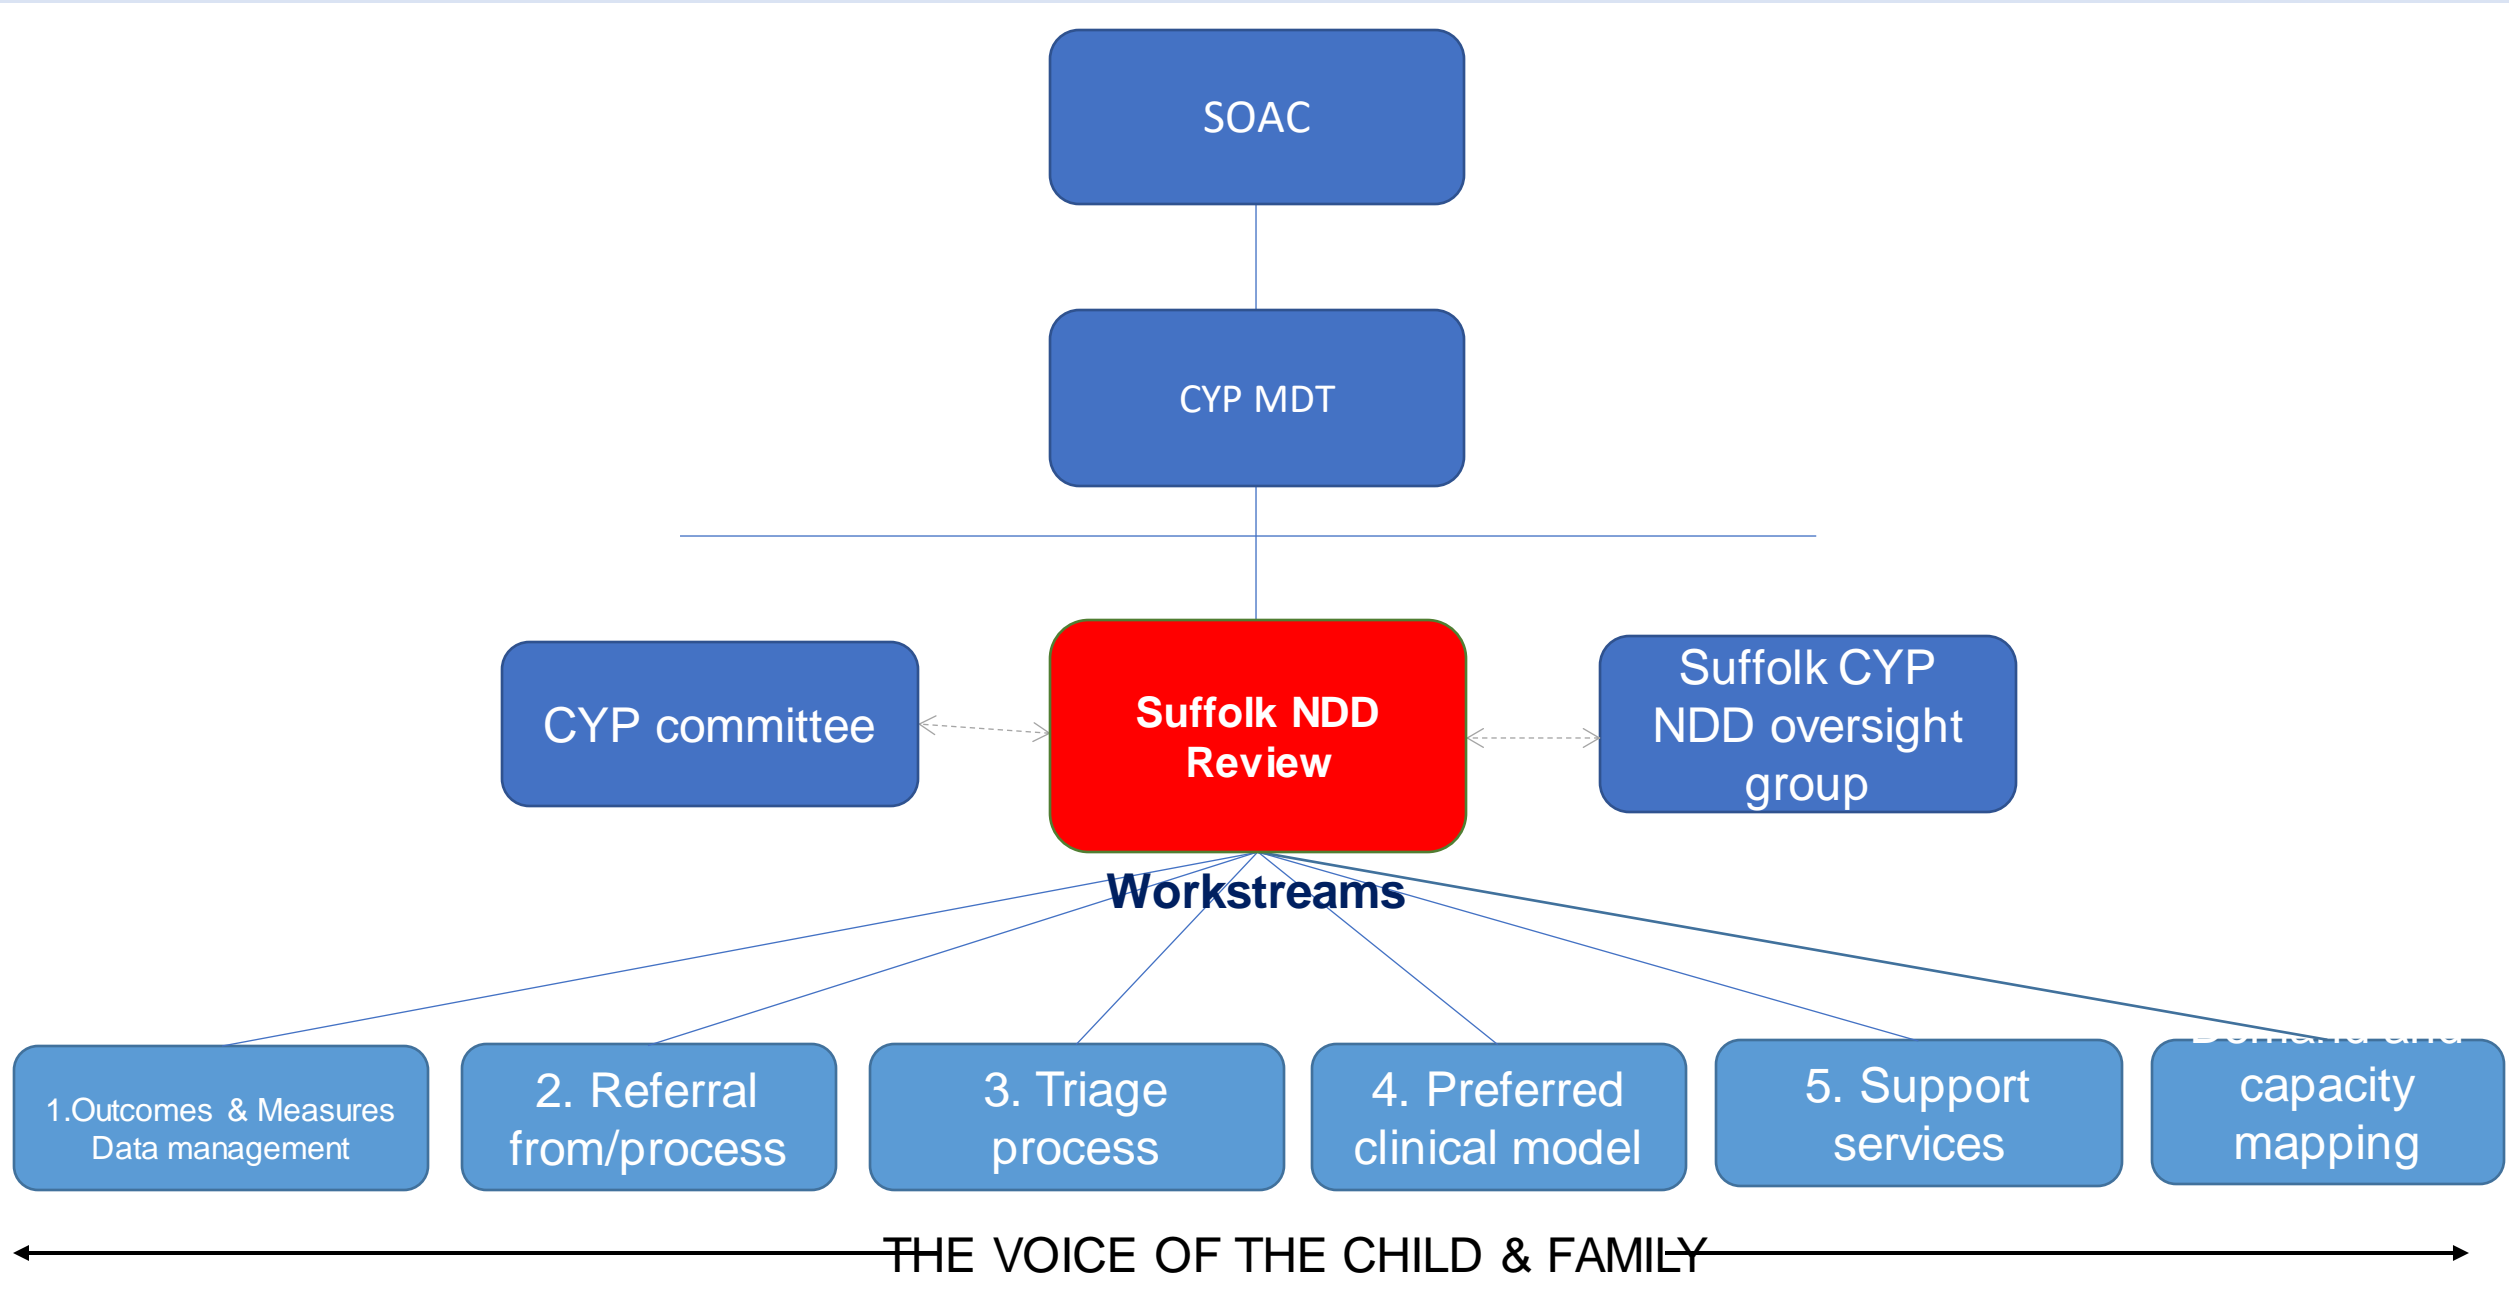 SOAC
CYP MDT
CYP committee
Suffolk NDD
Review
Suffolk CYP
NDD oversight
group
Workstreams
1.Outcomes & Measures
Data management
2. Referral
from/process
3. Triage
process
4. Preferred
clinical model
5. Support
services
Demand and
capacity
mapping
THE VOICE OF THE CHILD & FAMILY